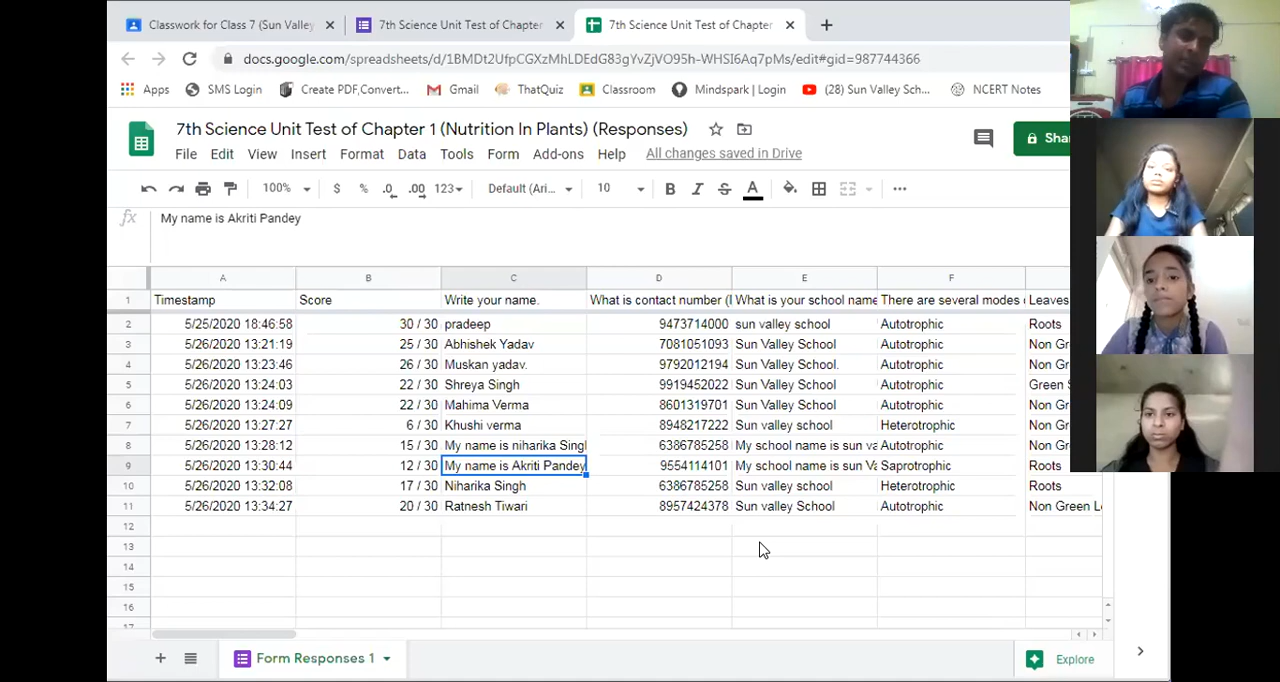 Classwork for Class 7 (Sun Valley
7th Science Unit Test of Chapter
7th Science Unit Test of Chapter
docs.google.com/spreadsheets/d/1BMDt2UfpCGXzMhLDEdG83gYvZjVO95h-WHSI6Aq7pMs/edit#gid=987744366
Apps SMS Login Create PDF,Convert... Gmail ThatQuiz Classroom Mindspark | Login (28) Sun Valley Sch... NCERT Notes
7th Science Unit Test of Chapter 1 (Nutrition In Plants) (Responses)
File Edit View Insert Format Data Tools Form Add-ons Help All changes saved in Drive
Sha
100% $ % .0 .00 123 Default (Ari... 10 B I S A
fx My name is Akriti Pandey
A B C D E F
1 Timestamp Score Write your name. What is contact number ( What is your school name There are several modes Leaves
2 5/25/2020 18:46:58 30 / 30 pradeep 9473714000 sun valley school Autotrophic Roots
3 5/26/2020 13:21:19 25 / 30 Abhishek Yadav 7081051093 Sun Valley School Autotrophic Non Gr
4 5/26/2020 13:23:46 26 / 30 Muskan yadav. 9792012194 Sun Valley School. Autotrophic Non Gr
5 5/26/2020 13:24:03 22 / 30 Shreya Singh 9919452022 Sun Valley School Autotrophic Green S
6 5/26/2020 13:24:09 22 / 30 Mahima Verma 8601319701 Sun Valley School Autotrophic Non Gr
7 5/26/2020 13:27:27 6 / 30 Khushi verma 8948217222 Sun valley school Heterotrophic Non Gr
8 5/26/2020 13:28:12 15 / 30 My name is niharika Singl 6386785258 My school name is sun va Autotrophic Non Gr
9 5/26/2020 13:30:44 12 / 30 My name is Akriti Pandey 9554114101 My school name is sun Va Saprotrophic Roots
10 5/26/2020 13:32:08 17 / 30 Niharika Singh 6386785258 Sun valley school Heterotrophic Roots
11 5/26/2020 13:34:27 20 / 30 Ratnesh Tiwari 8957424378 Sun valley School Autotrophic Non Green L
12
13
14
15
16
17
Form Responses 1
Explore